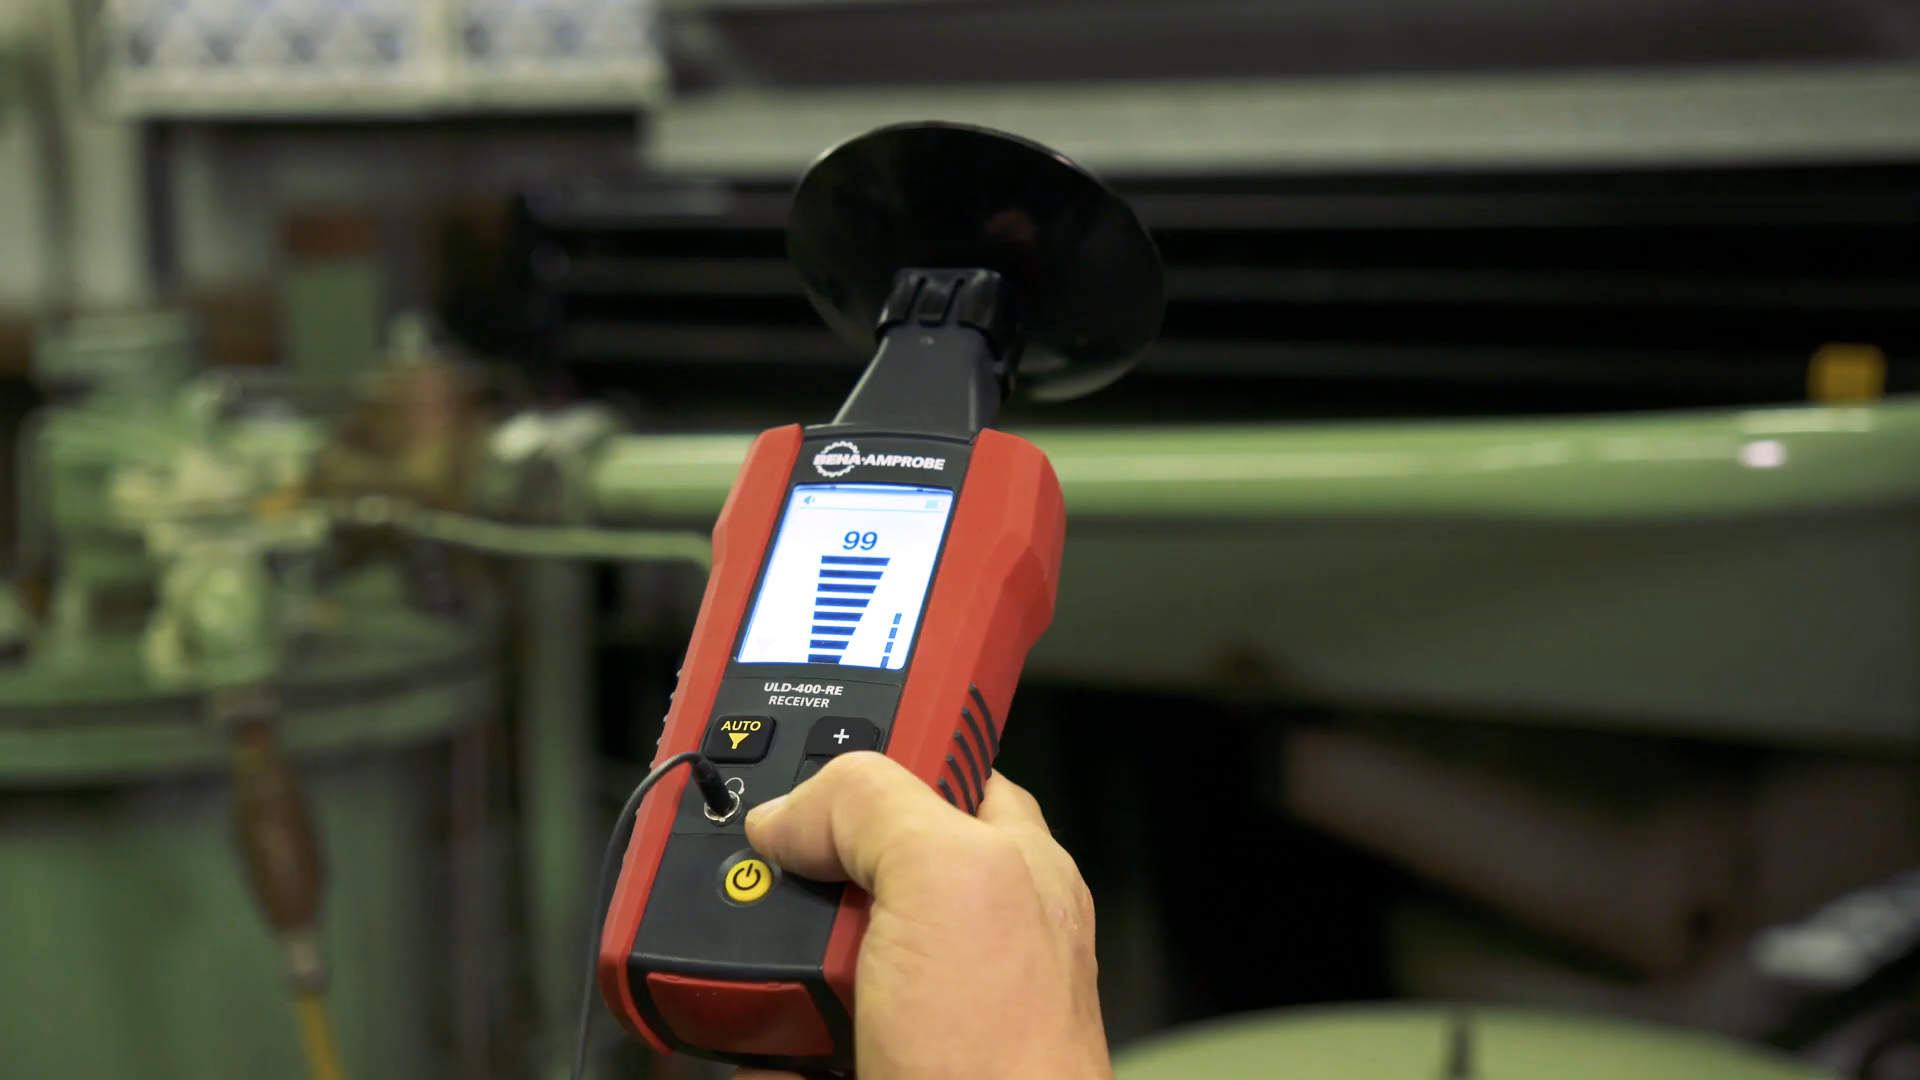 BEHA-AMPROBE
99
ULD-400-RE
RECEIVER
AUTO
+